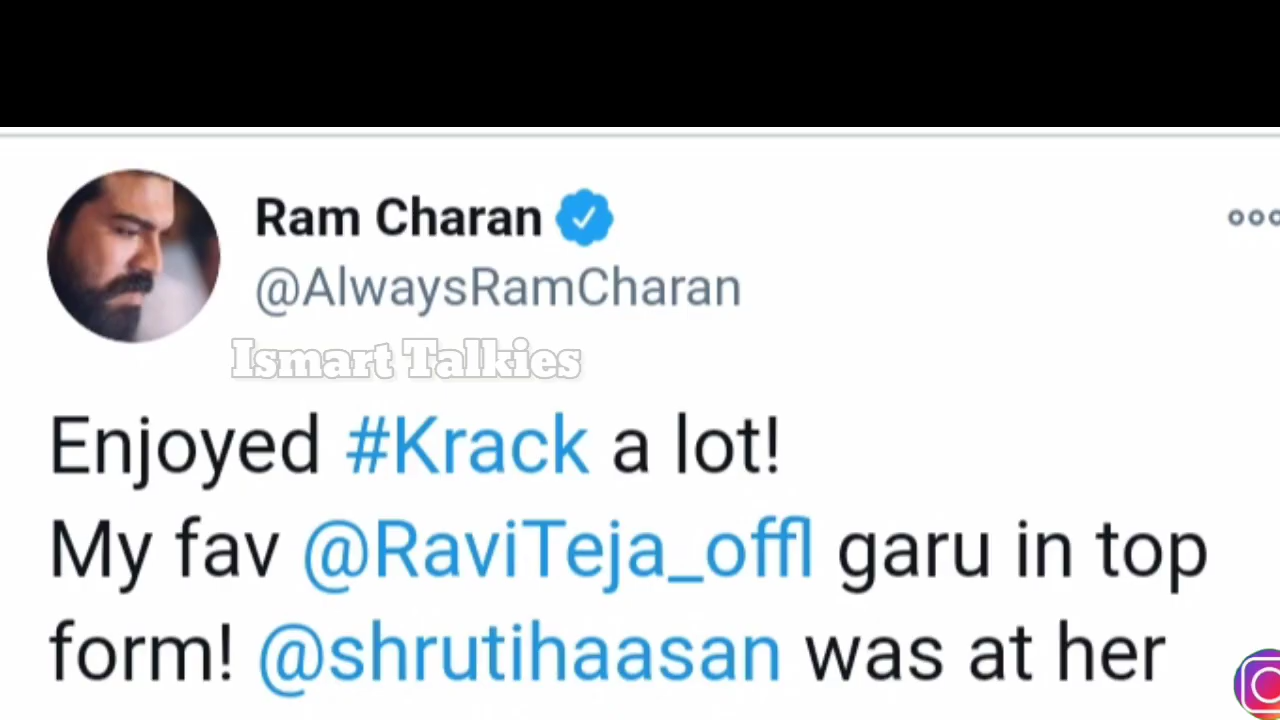 Ram Charan
@AlwaysRamCharan
Ismart Talkies
Enjoyed #Krack a lot!
My fav @RaviTeja_offl garu in top
form! @shrutihaasan was at her